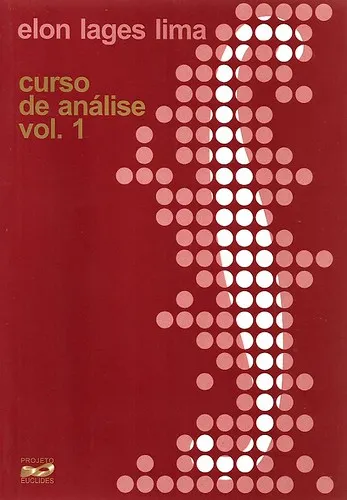 elon lages lima
curso
de análise
vol. 1
PROJETO
EUCLIDES